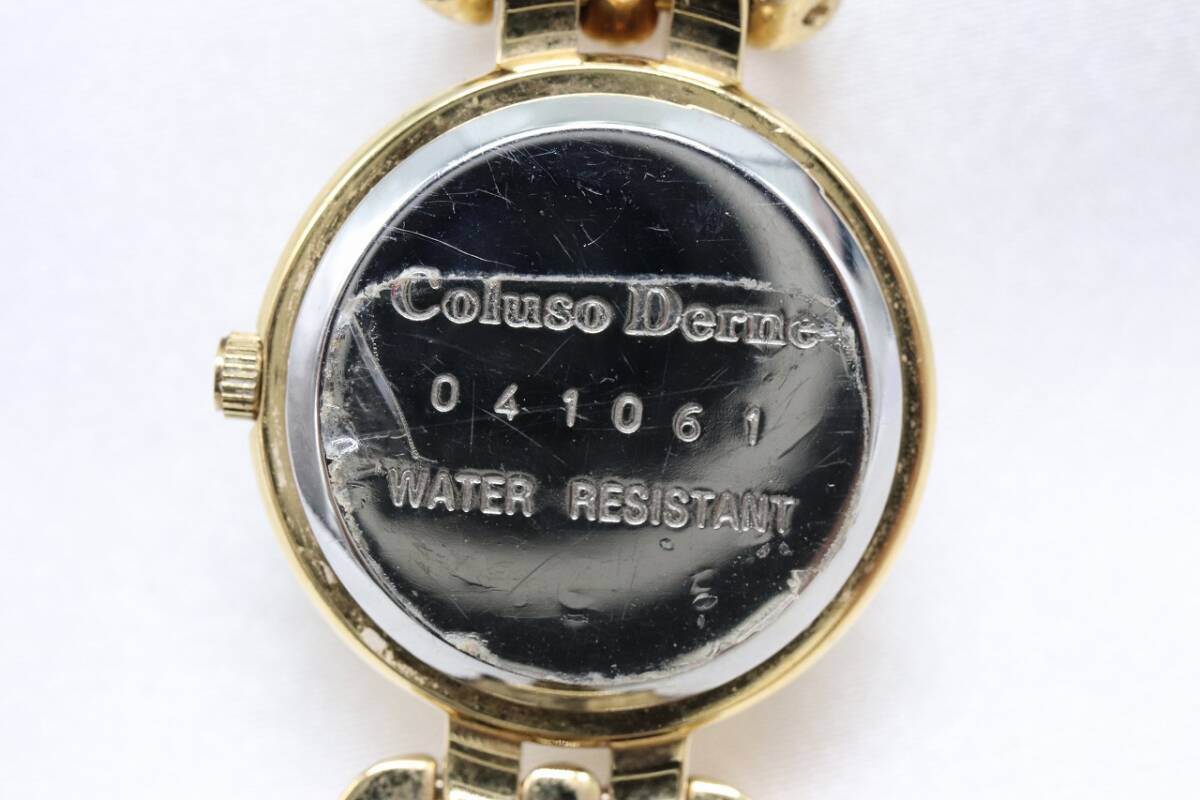 Coluso Derne
041061
WATER RESISTANT